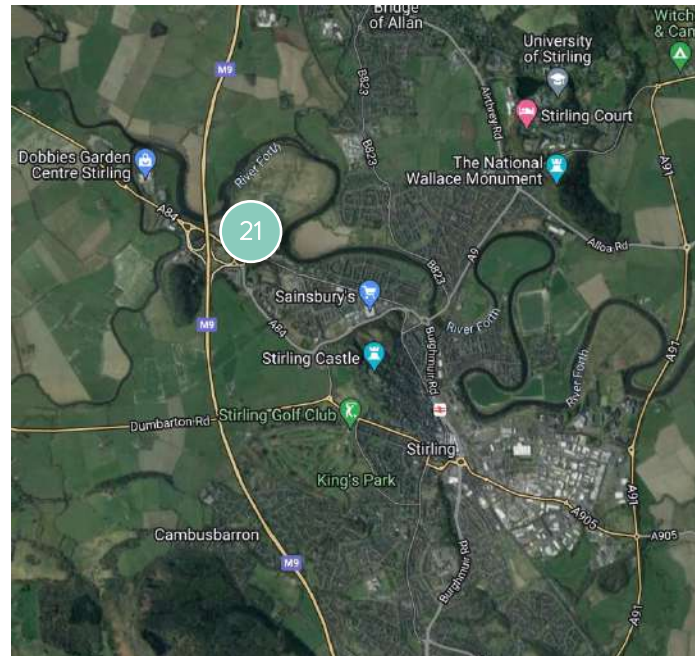 Bridge
of Allan
Witch
& Can
University
of Stirling
M9
B823
Airthrey Rd
Stirling Court
Dobbies Garden
Centre Stirling
River Forth
B823
The National
Wallace Monument
A91
A84
21
A9
Alloa Rd
B823
Sainsbury's
M9
A84
River Forth
Stirling Castle
Burghmuir Rd
River Forth
Stirling Golf Club
Dumbarton Rd
Stirling
King's Park
A91
A905
A905
Cambusbarron
M9
Burghmuir Rd
A91